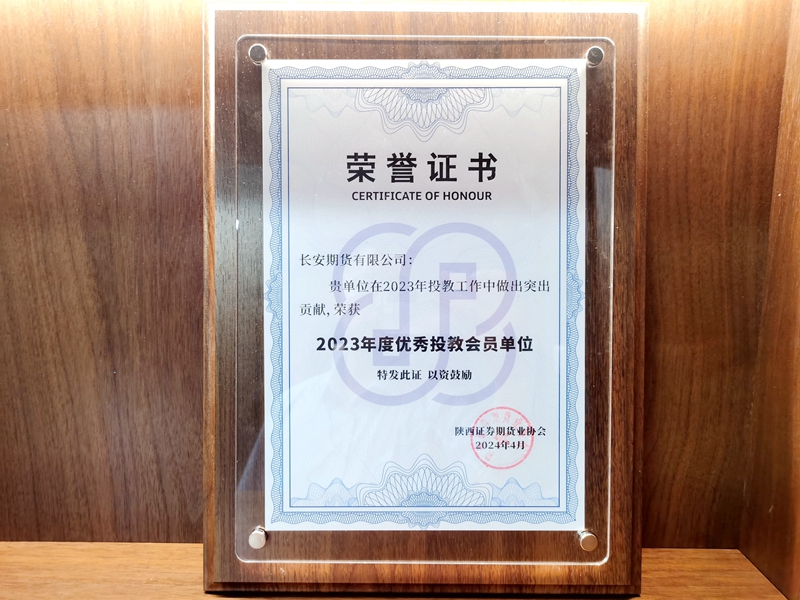 荣誉证书
CERTIFICATE OF HONOUR
长安期货有限公司：
贵单位在2023年投教工作中做出突出
贡献，荣获
2023年度优秀投教会员单位
特发此证 以资鼓励
陕西证券期货业协会
2024年4月